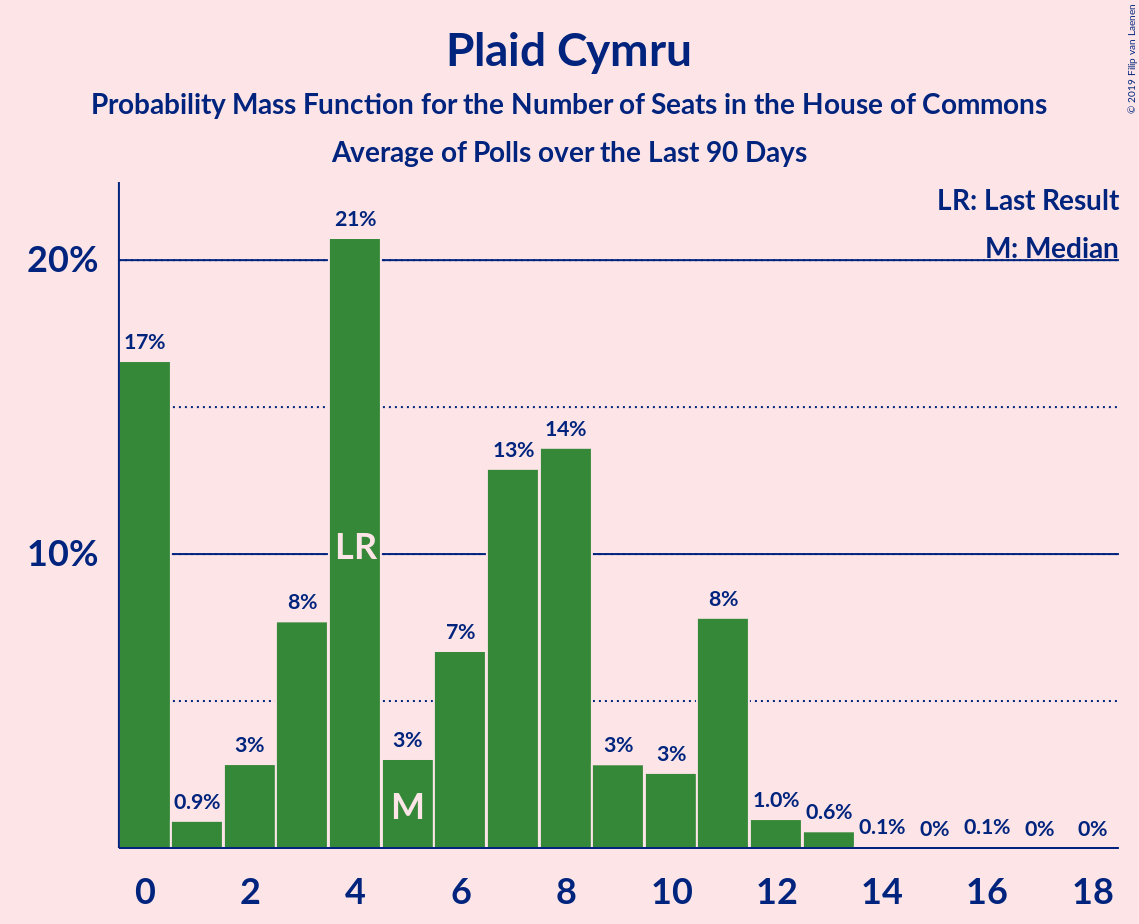 Plaid Cymru
Probability Mass Function for the Number of Seats in the House of Commons
Average of Polls over the Last 90 Days
© 2019 Filip van Laenen
LR: Last Result
M: Median
20%
10%
17%
0.9%
3%
8%
21%
LR
3%
M
7%
13%
14%
3%
3%
8%
1.0%
0.6%
0.1%
0%
0.1%
0%
0%
0 2 4 6 8 10 12 14 16 18